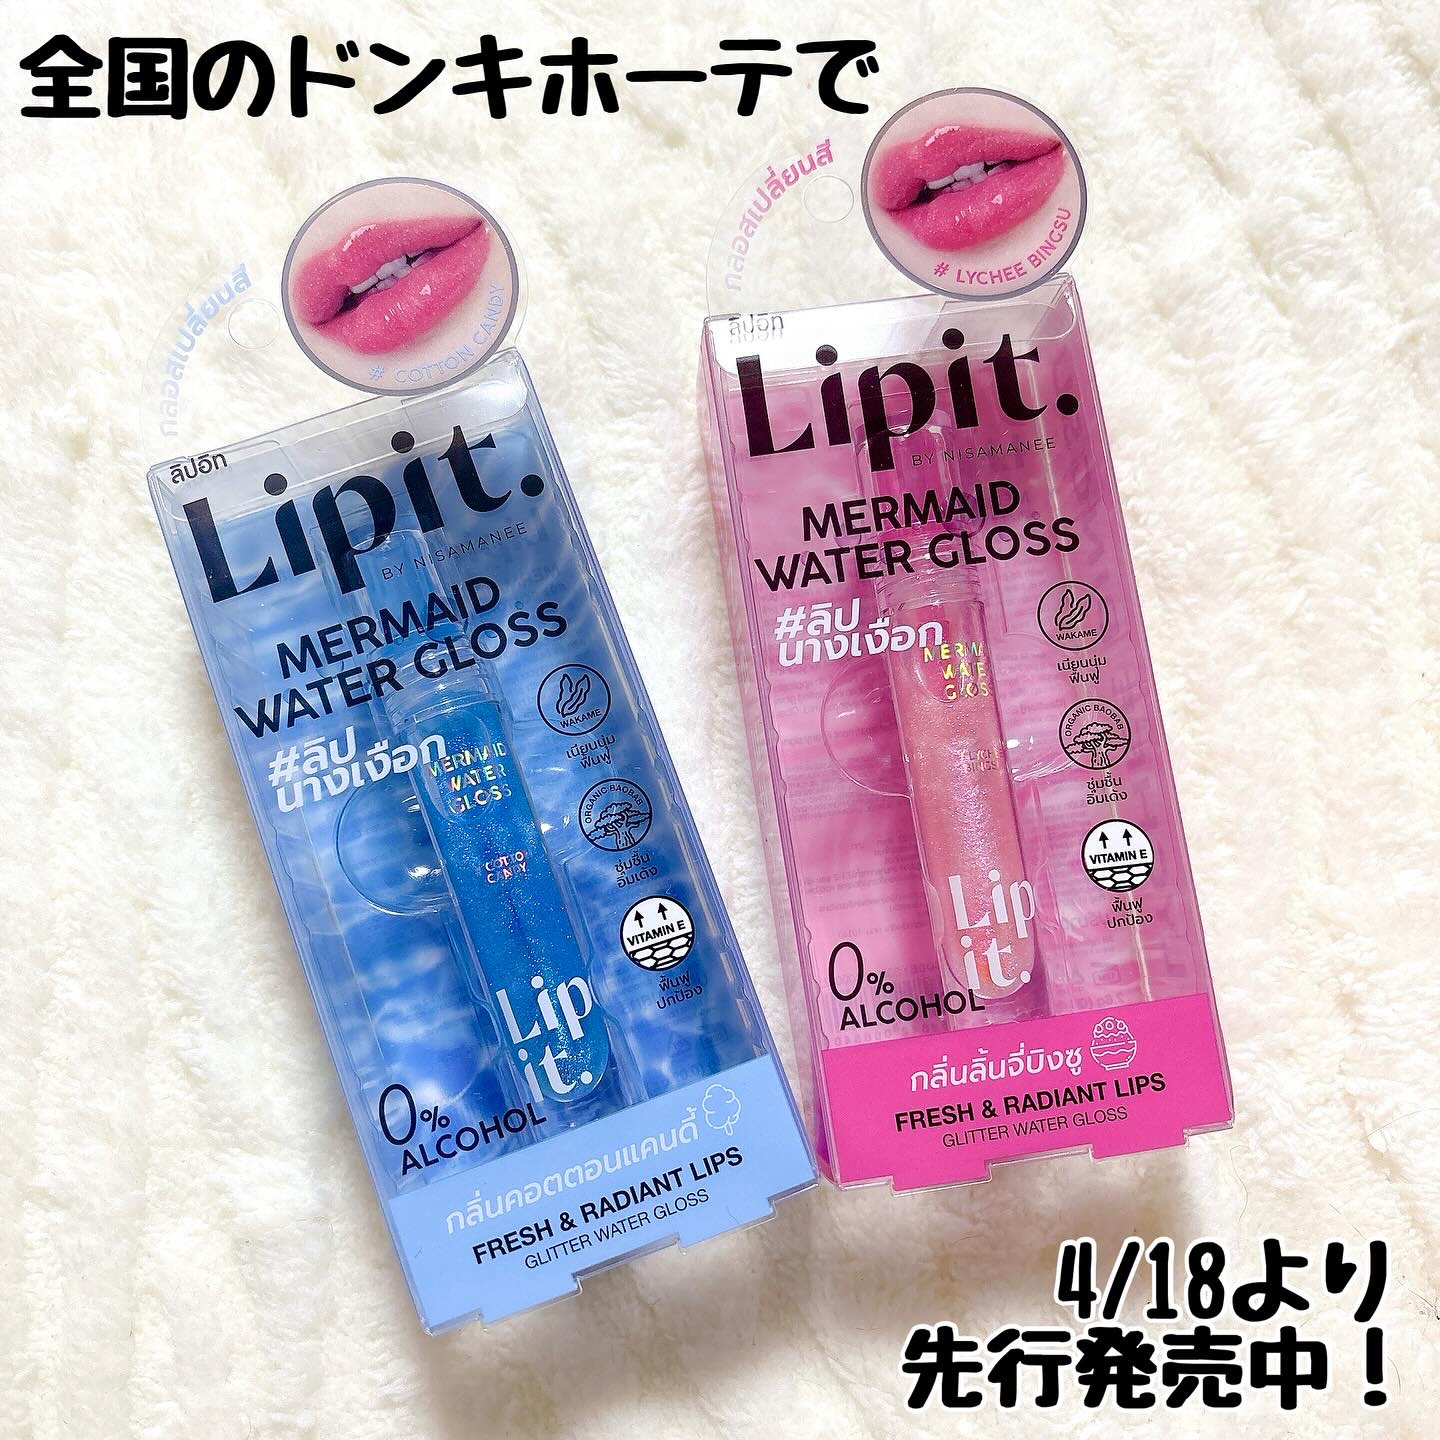 全国のドンキホーテで
กลอสเปลี่ยนสี
# COTTON CANDY
ลิปอิท
Lipit.
BY NISAMANEE
MERMAID
WATER GLOSS
#ลิป
นางเงือก
MERMAID
WATER
GLOSS
# COTTON
CANDY
Lip
it.
WAKAME
เนียนนุ่ม
ฟื้นฟู
ORGANIC BAOBAB
ชุ่มชื้น
อิ่มเด้ง
VITAMIN E
ฟื้นฟู
ปกป้อง
0%
ALCOHOL
กลิ่นคอตตอนแคนดี้
FRESH & RADIANT LIPS
GLITTER WATER GLOSS
กลอสเปลี่ยนสี
# LYCHEE BINGSU
ลิปอิท
Lipit.
BY NISAMANEE
MERMAID
WATER GLOSS
#ลิป
นางเงือก
MERMA
WATE
GLOS
LYCHE
BINGS
Lip
it.
WAKAME
เนียนนุ่ม
ฟื้นฟู
ORGANIC BAOBAB
ชุ่มชื้น
อิ่มเด้ง
VITAMIN E
ฟื้นฟู
ปกป้อง
0%
ALCOHOL
กลิ่นลิ้นจี่บิงซู
FRESH & RADIANT LIPS
GLITTER WATER GLOSS
4/18より
先行発売中！